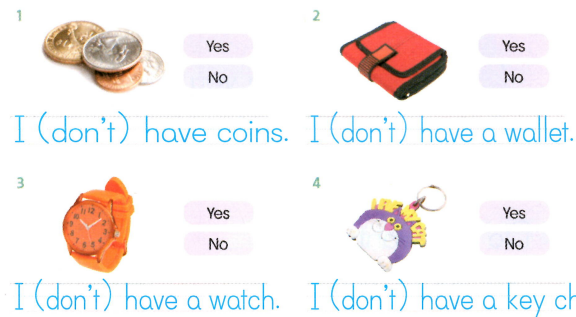 1
Yes
No
I (don't) have coins.
2
Yes
No
I (don't) have a wallet.
3
Yes
No
I (don't) have a watch.
4
Yes
No
I (don't) have a key ch